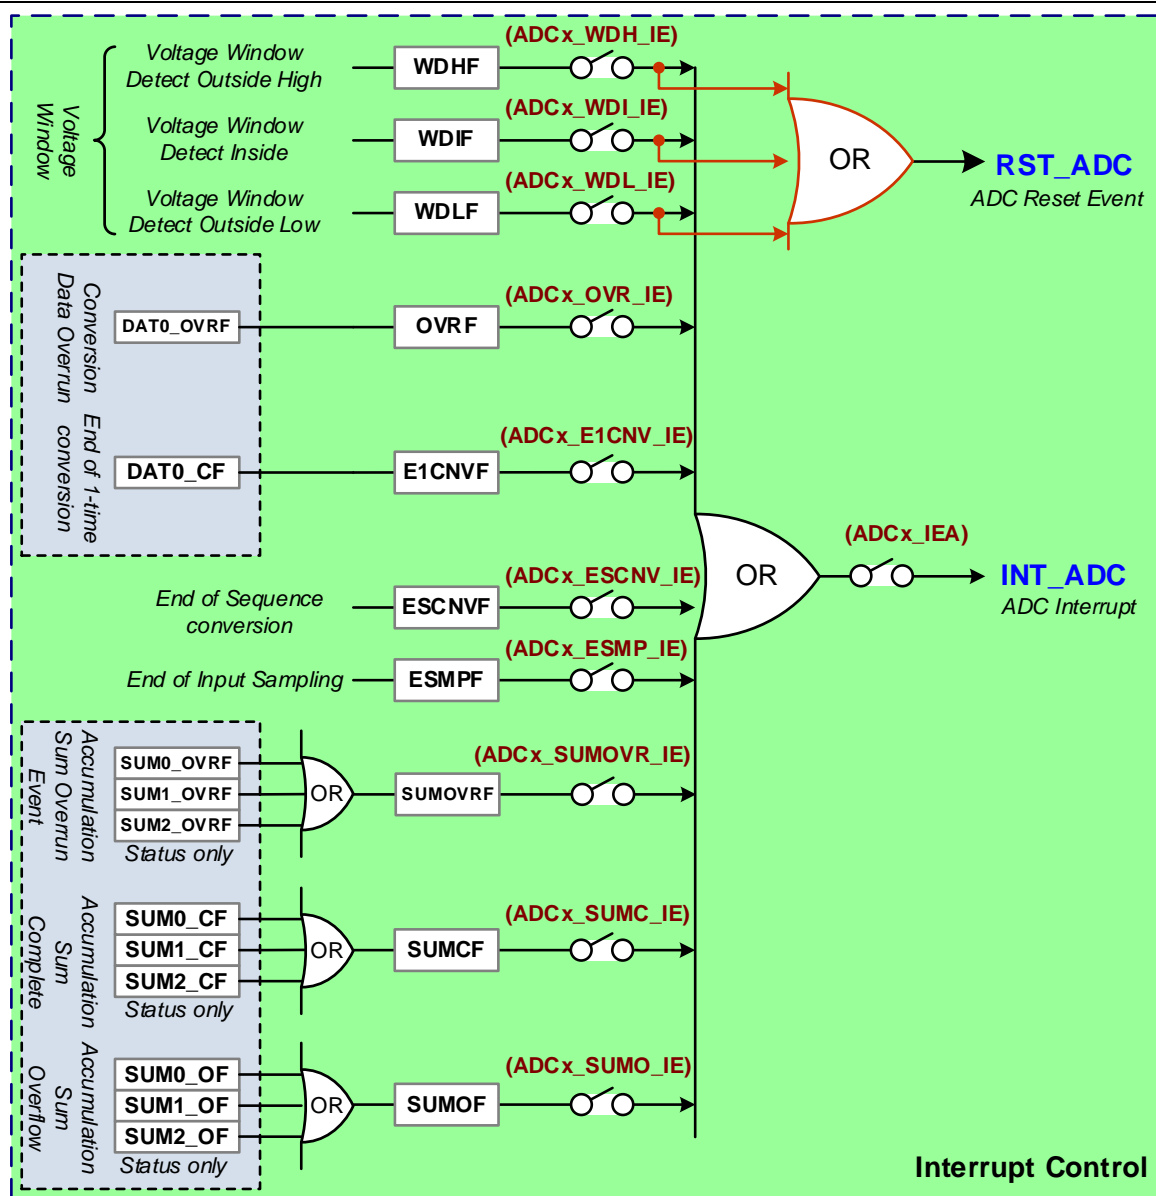 Voltage
Window
Voltage Window
Detect Outside High
WDHF
(ADCx_WDH_IE)
Voltage Window
Detect Inside
WDIF
(ADCx_WDI_IE)
Voltage Window
Detect Outside Low
WDLF
(ADCx_WDL_IE)
OR
RST_ADC
ADC Reset Event
Conversion
Data Overrun
DAT0_OVRF
OVRF
(ADCx_OVR_IE)
End of 1-time
conversion
DAT0_CF
E1CNVF
(ADCx_E1CNV_IE)
End of Sequence
conversion
ESCNVF
(ADCx_ESCNV_IE)
OR
(ADCx_IEA)
INT_ADC
ADC Interrupt
End of Input Sampling
ESMPF
(ADCx_ESMP_IE)
Accumulation
Sum Overrun
Event
SUM0_OVRF
SUM1_OVRF
SUM2_OVRF
Status only
OR
SUMOVRF
(ADCx_SUMOVR_IE)
Accumulation
Sum
Complete
SUM0_CF
SUM1_CF
SUM2_CF
Status only
OR
SUMCF
(ADCx_SUMC_IE)
Accumulation
Sum
Overflow
SUM0_OF
SUM1_OF
SUM2_OF
Status only
OR
SUMOF
(ADCx_SUMO_IE)
Interrupt Control